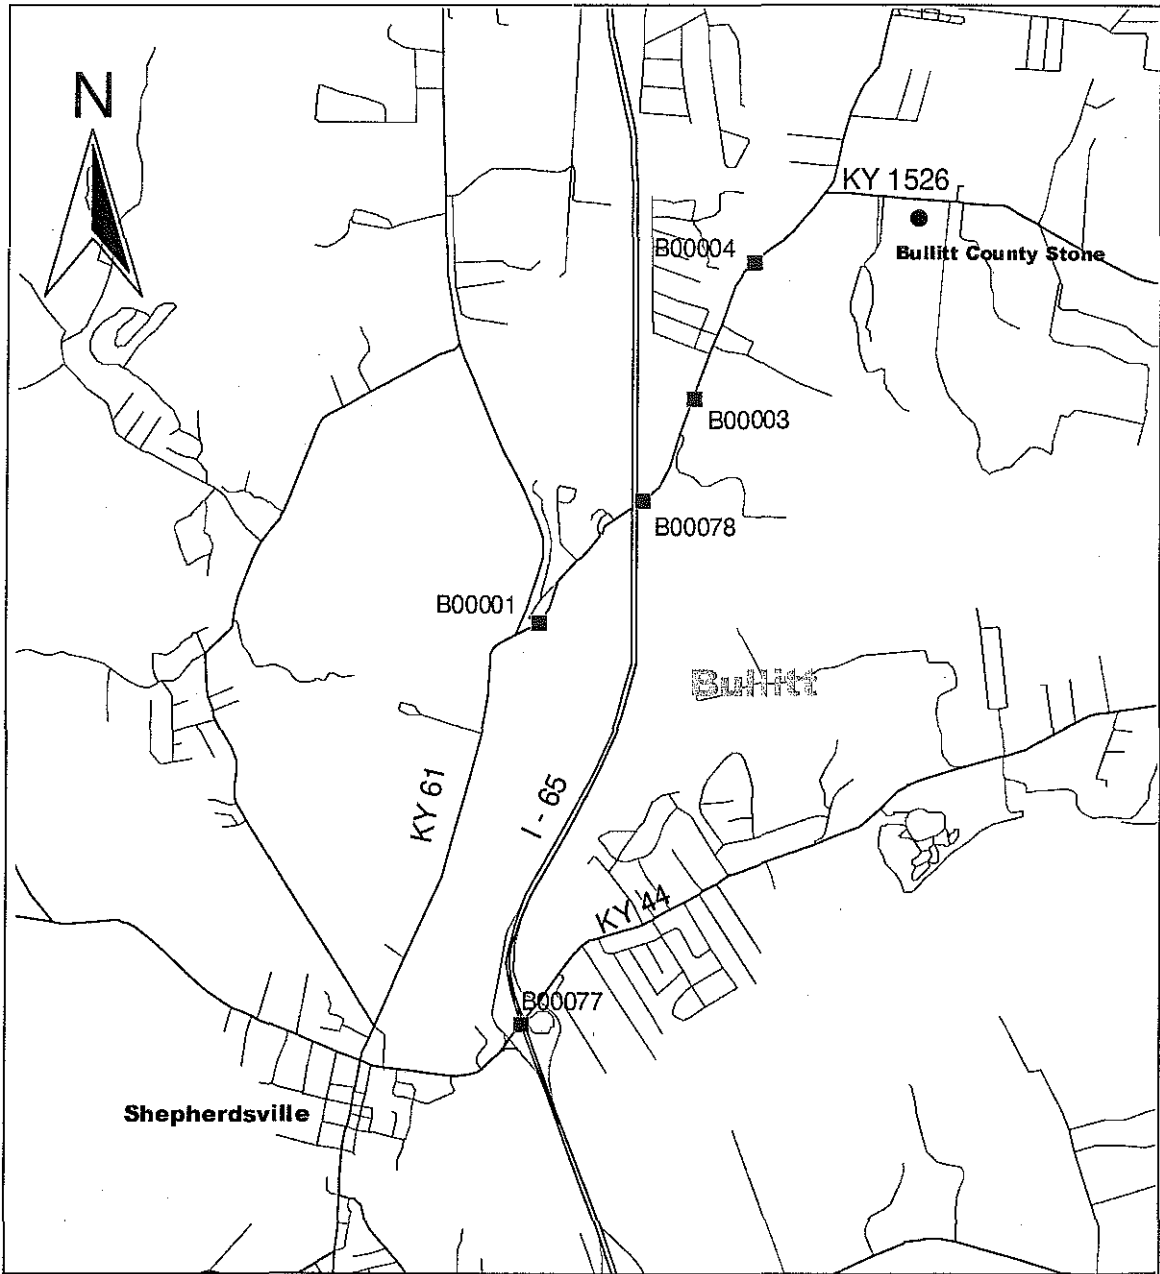 N
KY 1526
B00004
Bullitt County Stone
B00003
B00078
B00001
Bullitt
KY 61
I - 65
KY 44
B00077
Shepherdsville